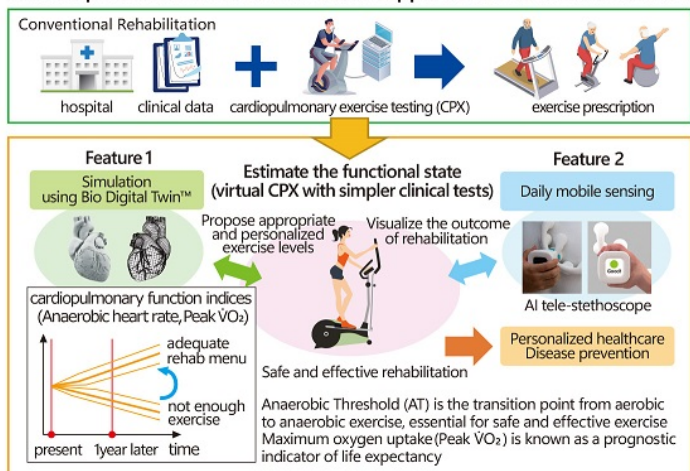 Conventional Rehabilitation
hospital
clinical data
cardiopulmonary exercise testing (CPX)
exercise prescription
Feature 1
Simulation
using Bio Digital Twin™
Estimate the functional state
(virtual CPX with simpler clinical tests)
Feature 2
Daily mobile sensing
Propose appropriate
and personalized
exercise levels
Visualize the outcome
of rehabilitation
AI tele-stethoscope
cardiopulmonary function indices
(Anaerobic heart rate, Peak V̇O₂)
adequate
rehab menu
not enough
exercise
present
1year later
time
Safe and effective rehabilitation
Personalized healthcare
Disease prevention
Anaerobic Threshold (AT) is the transition point from aerobic
to anaerobic exercise, essential for safe and effective exercise
Maximum oxygen uptake (Peak V̇O₂) is known as a prognostic
indicator of life expectancy